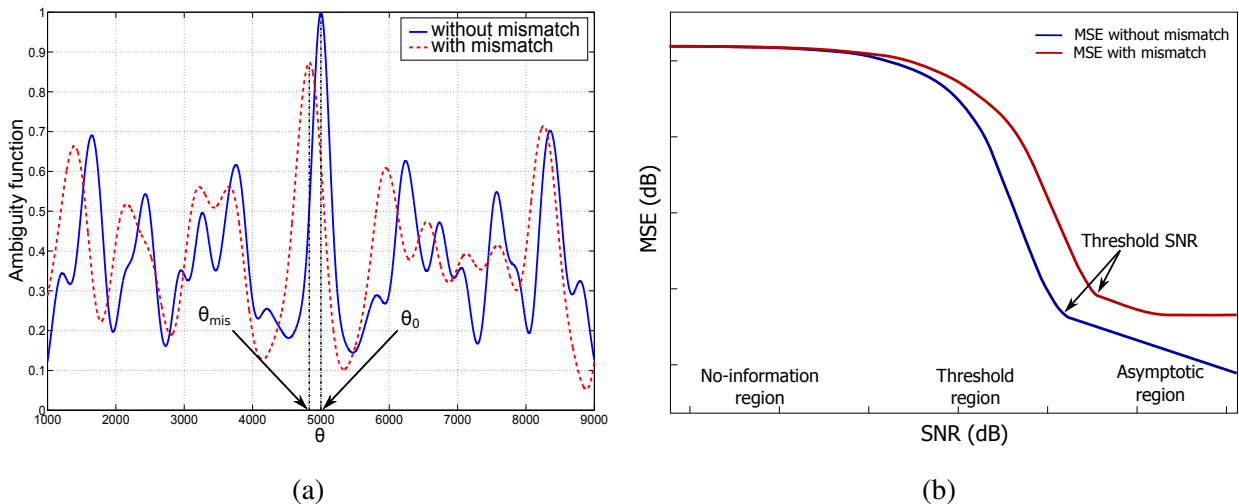 without mismatch
with mismatch
1
0.9
0.8
0.7
0.6
0.5
0.4
0.3
0.2
0.1
0
Ambiguity function
θmis
θ0
1000 2000 3000 4000 5000 6000 7000 8000 9000
θ
(a)
MSE without mismatch
MSE with mismatch
MSE (dB)
Threshold SNR
No-information
region
Threshold
region
Asymptotic
region
SNR (dB)
(b)